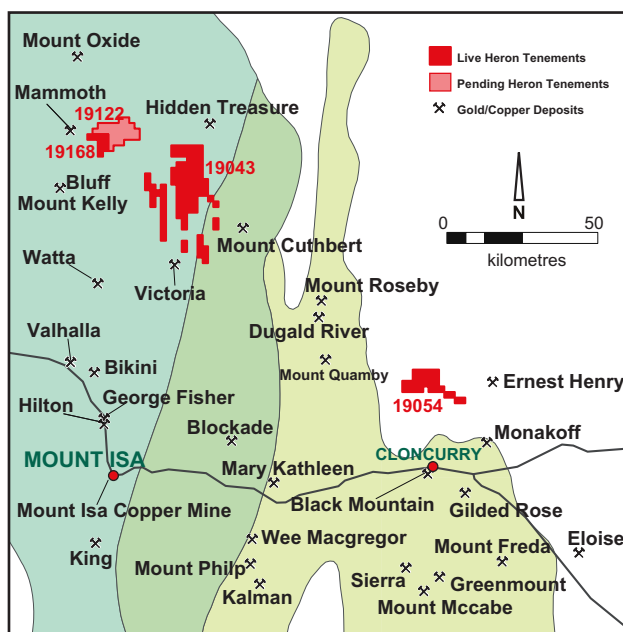 Mount Oxide
Live Heron Tenements
Pending Heron Tenements
Gold/Copper Deposits
Mammoth
19122
Hidden Treasure
19168
19043
Bluff
Mount Kelly
N
0 50
kilometres
Mount Cuthbert
Watta
Victoria
Mount Roseby
Dugald River
Valhalla
Bikini
Mount Quamby
Ernest Henry
19054
George Fisher
Hilton
Blockade
Monakoff
MOUNT ISA
Mary Kathleen
CLONCURRY
Mount Isa Copper Mine
Black Mountain
Gilded Rose
King
Wee Macgregor
Mount Freda
Eloise
Mount Philp
Sierra
Greenmount
Kalman
Mount Mccabe